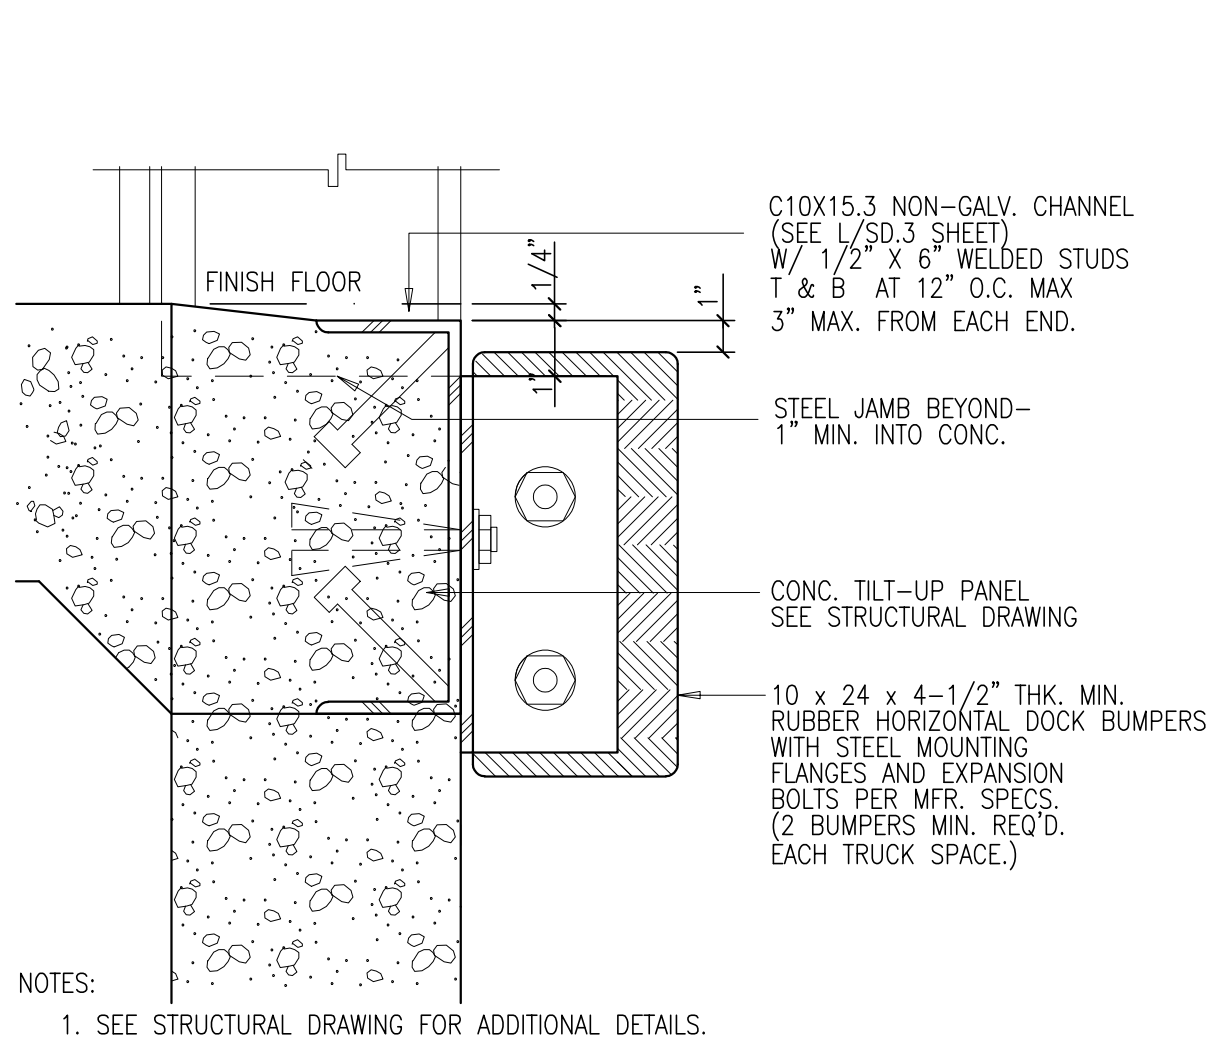 C10X15.3 NON-GALV. CHANNEL
(SEE L/SD.3 SHEET)
W/ 1/2" X 6" WELDED STUDS
T & B AT 12" O.C. MAX
3" MAX. FROM EACH END.
FINISH FLOOR
1/4"
1"
1"
STEEL JAMB BEYOND-
1" MIN. INTO CONC.
CONC. TILT-UP PANEL
SEE STRUCTURAL DRAWING
10 x 24 x 4-1/2" THK. MIN.
RUBBER HORIZONTAL DOCK BUMPERS
WITH STEEL MOUNTING
FLANGES AND EXPANSION
BOLTS PER MFR. SPECS.
(2 BUMPERS MIN. REQ'D.
EACH TRUCK SPACE.)
NOTES:
1. SEE STRUCTURAL DRAWING FOR ADDITIONAL DETAILS.